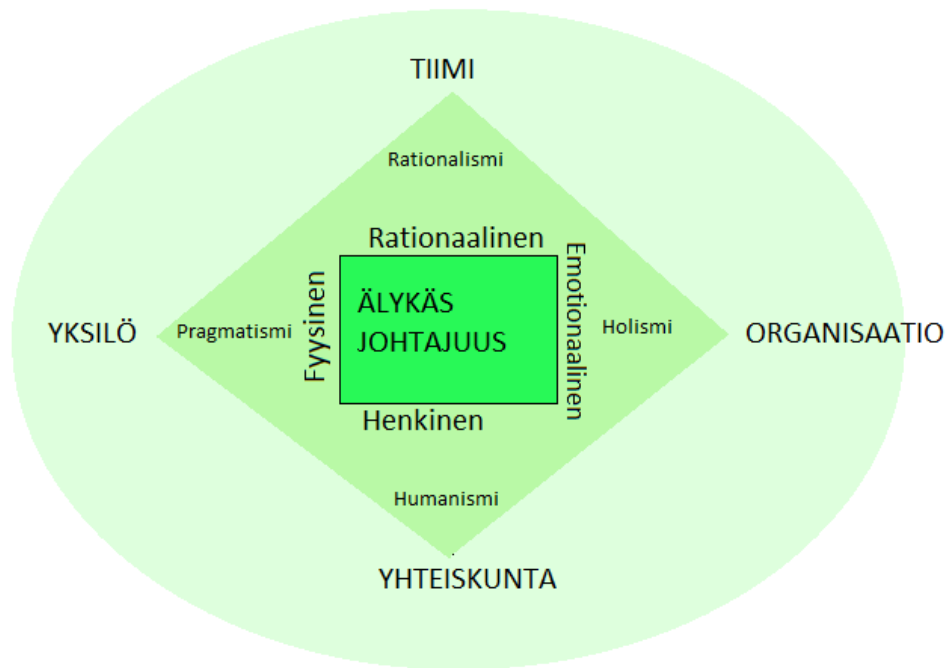 TIIMI
Rationalismi
Rationaalinen
YKSILÖ
Pragmatismi
Fyysinen
ÄLYKÄS
JOHTAJUUS
Emotionaalinen
Holismi
ORGANISAATIO
Henkinen
Humanismi
YHTEISKUNTA